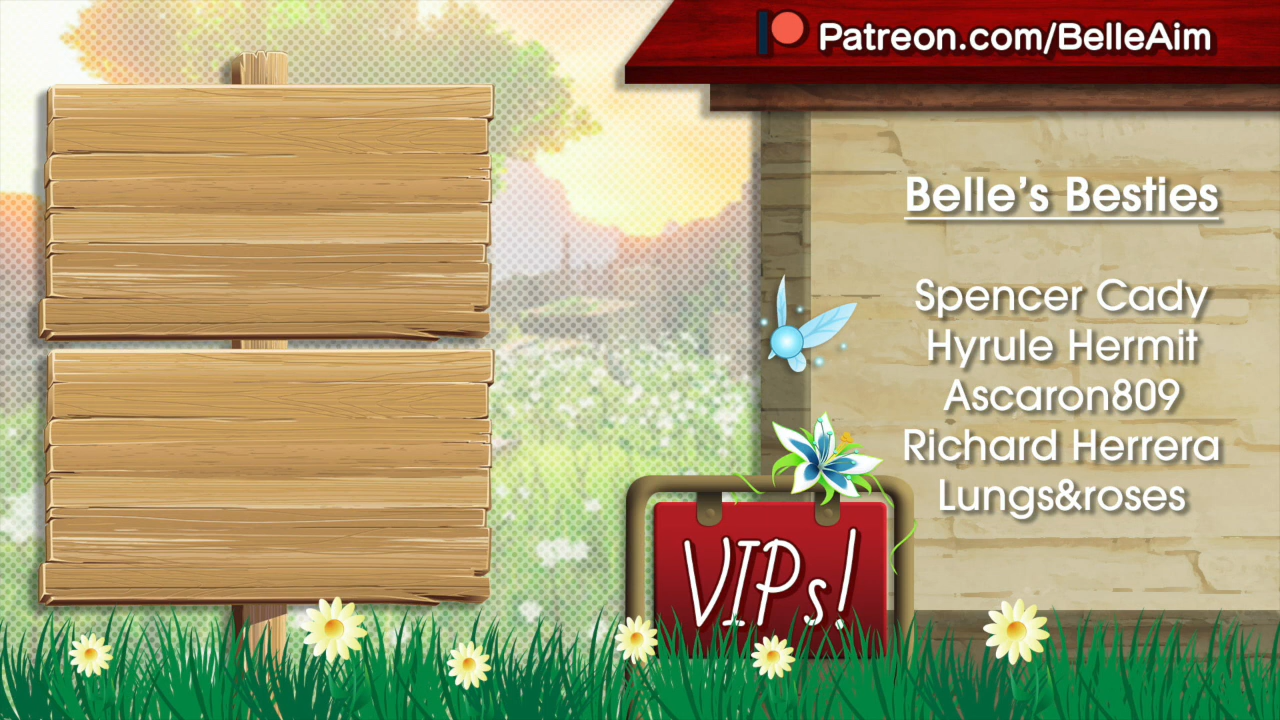 Patreon.com/BelleAim
Belle's Besties
Spencer Cady
Hyrule Hermit
Ascaron809
Richard Herrera
Lungs&roses
VIPs!